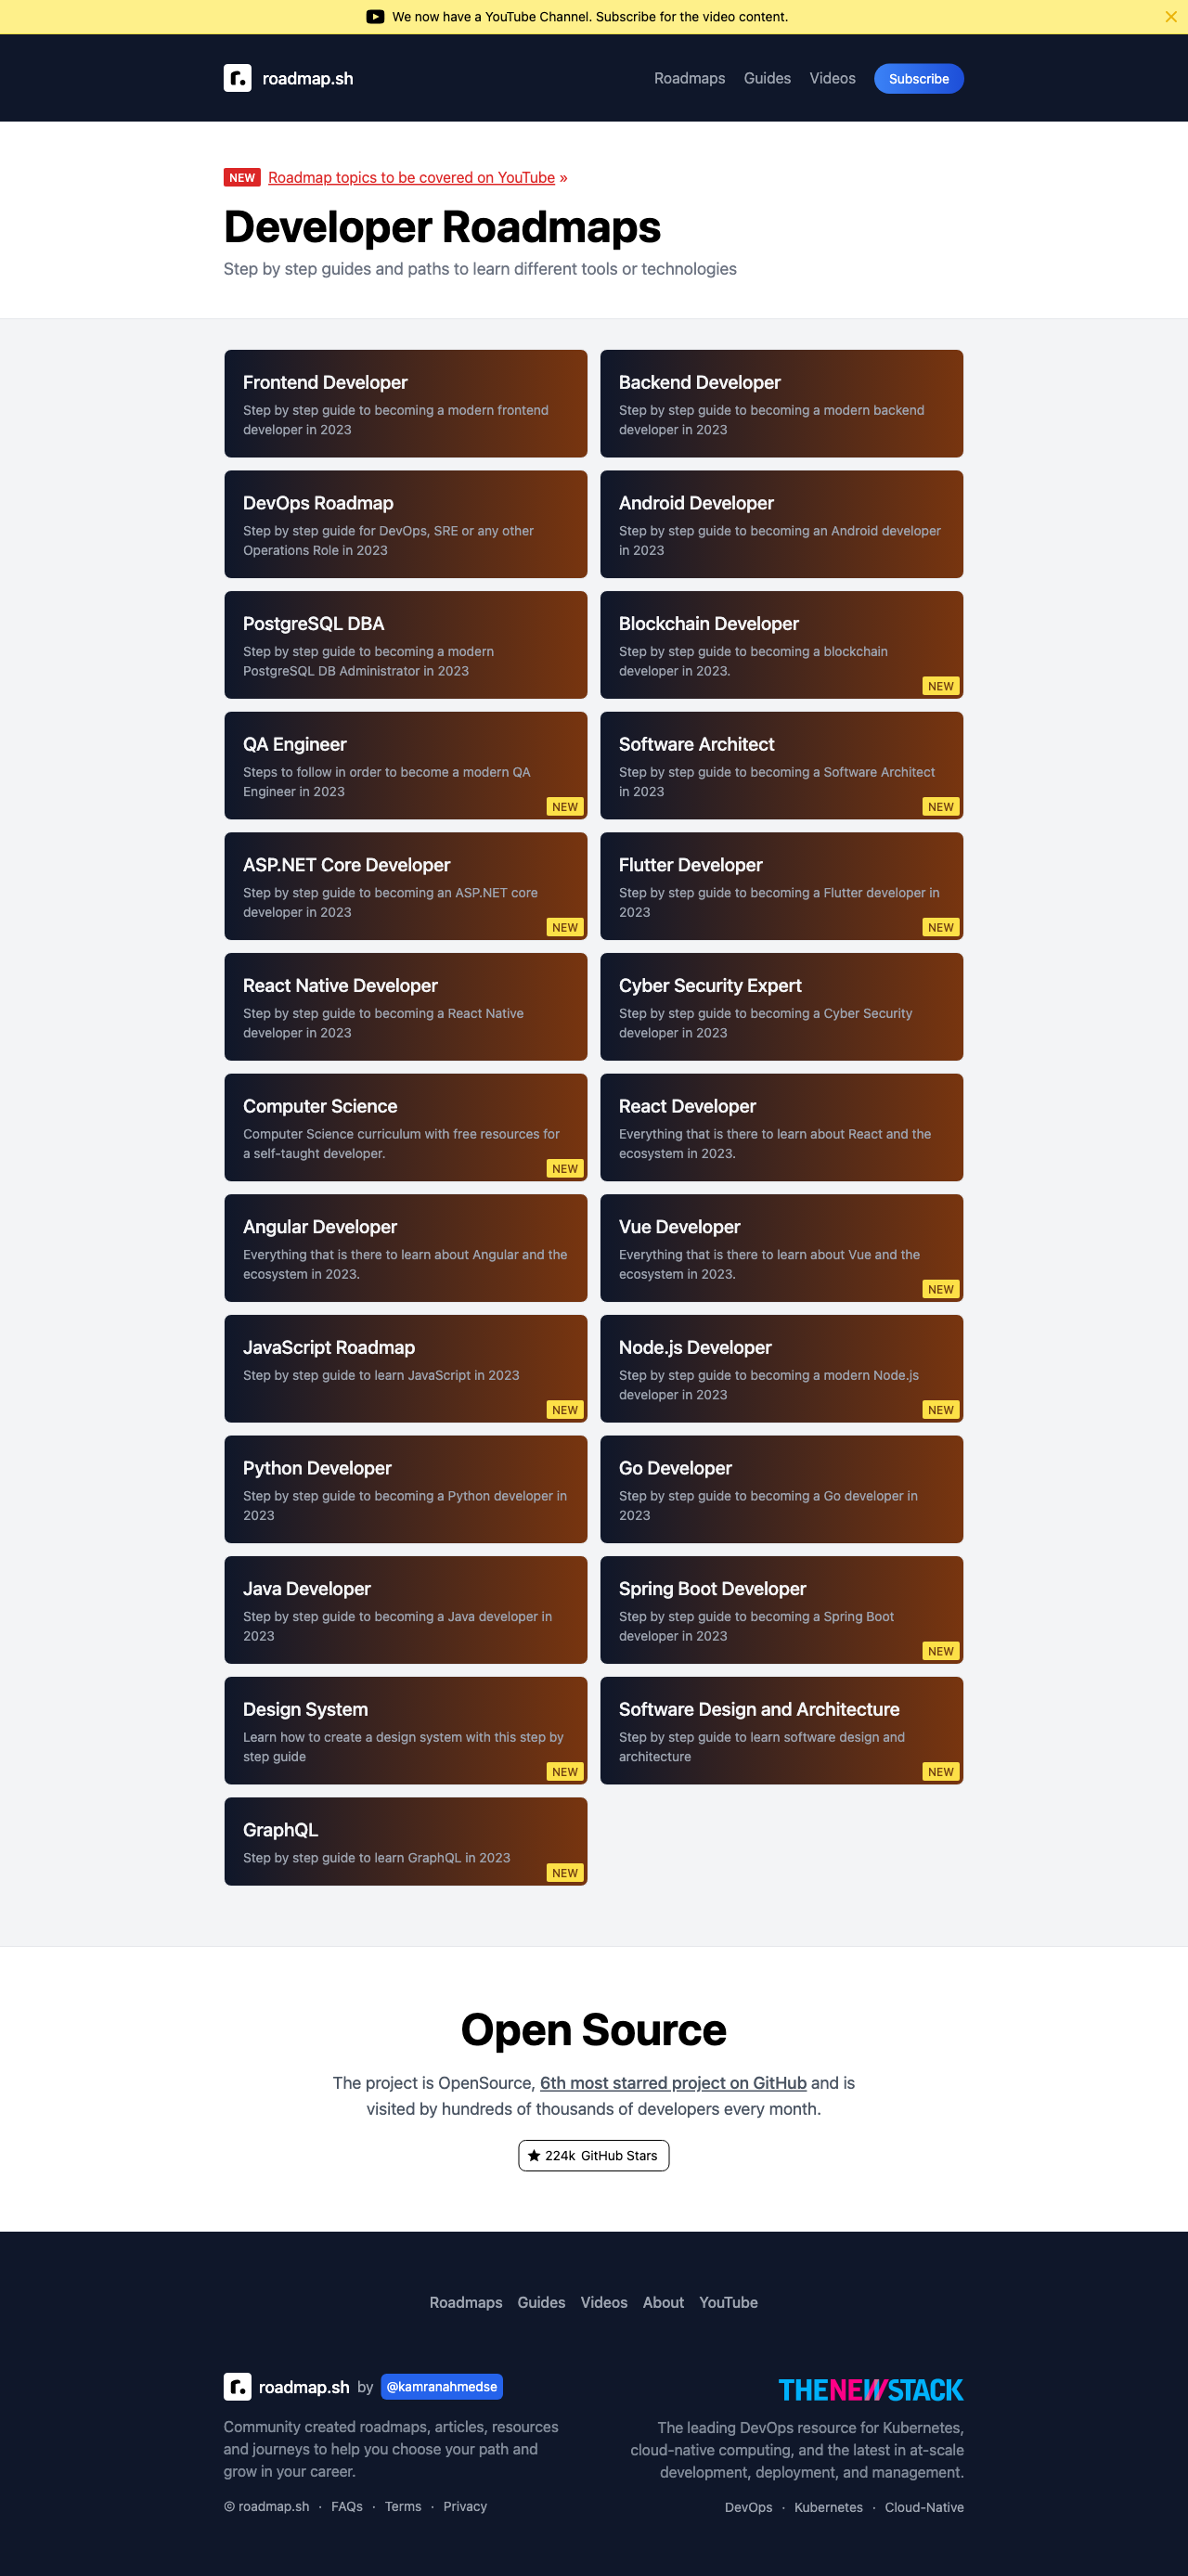 We now have a YouTube Channel. Subscribe for the video content.
roadmap.sh
Roadmaps Guides Videos Subscribe
NEW Roadmap topics to be covered on YouTube »
Developer Roadmaps
Step by step guides and paths to learn different tools or technologies
Frontend Developer
Step by step guide to becoming a modern frontend
developer in 2023
Backend Developer
Step by step guide to becoming a modern backend
developer in 2023
DevOps Roadmap
Step by step guide for DevOps, SRE or any other
Operations Role in 2023
Android Developer
Step by step guide to becoming an Android developer
in 2023
PostgreSQL DBA
Step by step guide to becoming a modern
PostgreSQL DB Administrator in 2023
Blockchain Developer
Step by step guide to becoming a blockchain
developer in 2023.
NEW
QA Engineer
Steps to follow in order to become a modern QA
Engineer in 2023
NEW
Software Architect
Step by step guide to becoming a Software Architect
in 2023
NEW
ASP.NET Core Developer
Step by step guide to becoming an ASP.NET core
developer in 2023
NEW
Flutter Developer
Step by step guide to becoming a Flutter developer in
2023
NEW
React Native Developer
Step by step guide to becoming a React Native
developer in 2023
Cyber Security Expert
Step by step guide to becoming a Cyber Security
developer in 2023
Computer Science
Computer Science curriculum with free resources for
a self-taught developer.
NEW
React Developer
Everything that is there to learn about React and the
ecosystem in 2023.
Angular Developer
Everything that is there to learn about Angular and the
ecosystem in 2023.
Vue Developer
Everything that is there to learn about Vue and the
ecosystem in 2023.
NEW
JavaScript Roadmap
Step by step guide to learn JavaScript in 2023
NEW
Node.js Developer
Step by step guide to becoming a modern Node.js
developer in 2023
NEW
Python Developer
Step by step guide to becoming a Python developer in
2023
Go Developer
Step by step guide to becoming a Go developer in
2023
Java Developer
Step by step guide to becoming a Java developer in
2023
Spring Boot Developer
Step by step guide to becoming a Spring Boot
developer in 2023
NEW
Design System
Learn how to create a design system with this step by
step guide
NEW
Software Design and Architecture
Step by step guide to learn software design and
architecture
NEW
GraphQL
Step by step guide to learn GraphQL in 2023
NEW
Open Source
The project is OpenSource, 6th most starred project on GitHub and is
visited by hundreds of thousands of developers every month.
224k GitHub Stars
Roadmaps Guides Videos About YouTube
roadmap.sh by @kamranahmedse
Community created roadmaps, articles, resources
and journeys to help you choose your path and
grow in your career.
© roadmap.sh · FAQs · Terms · Privacy
THENEWSTACK
The leading DevOps resource for Kubernetes,
cloud-native computing, and the latest in at-scale
development, deployment, and management.
DevOps · Kubernetes · Cloud-Native